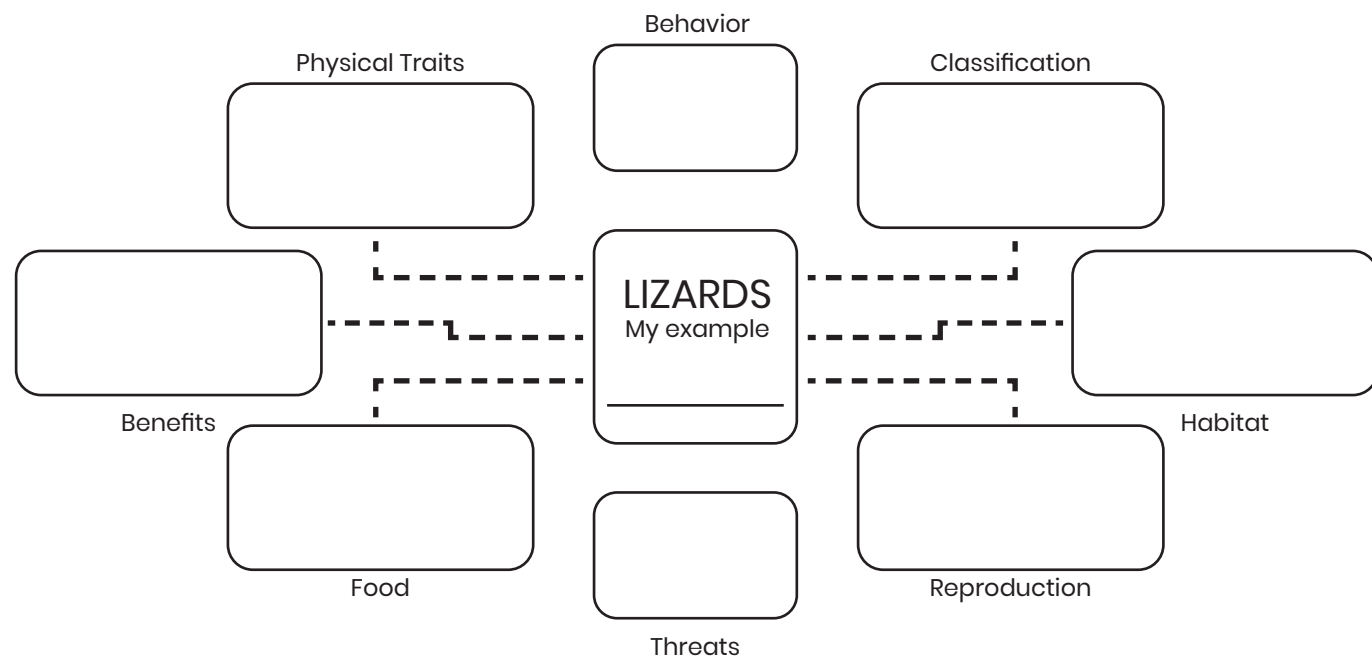 Behavior
Physical Traits
Classification
LIZARDS
My example
Benefits
Habitat
Food
Reproduction
Threats